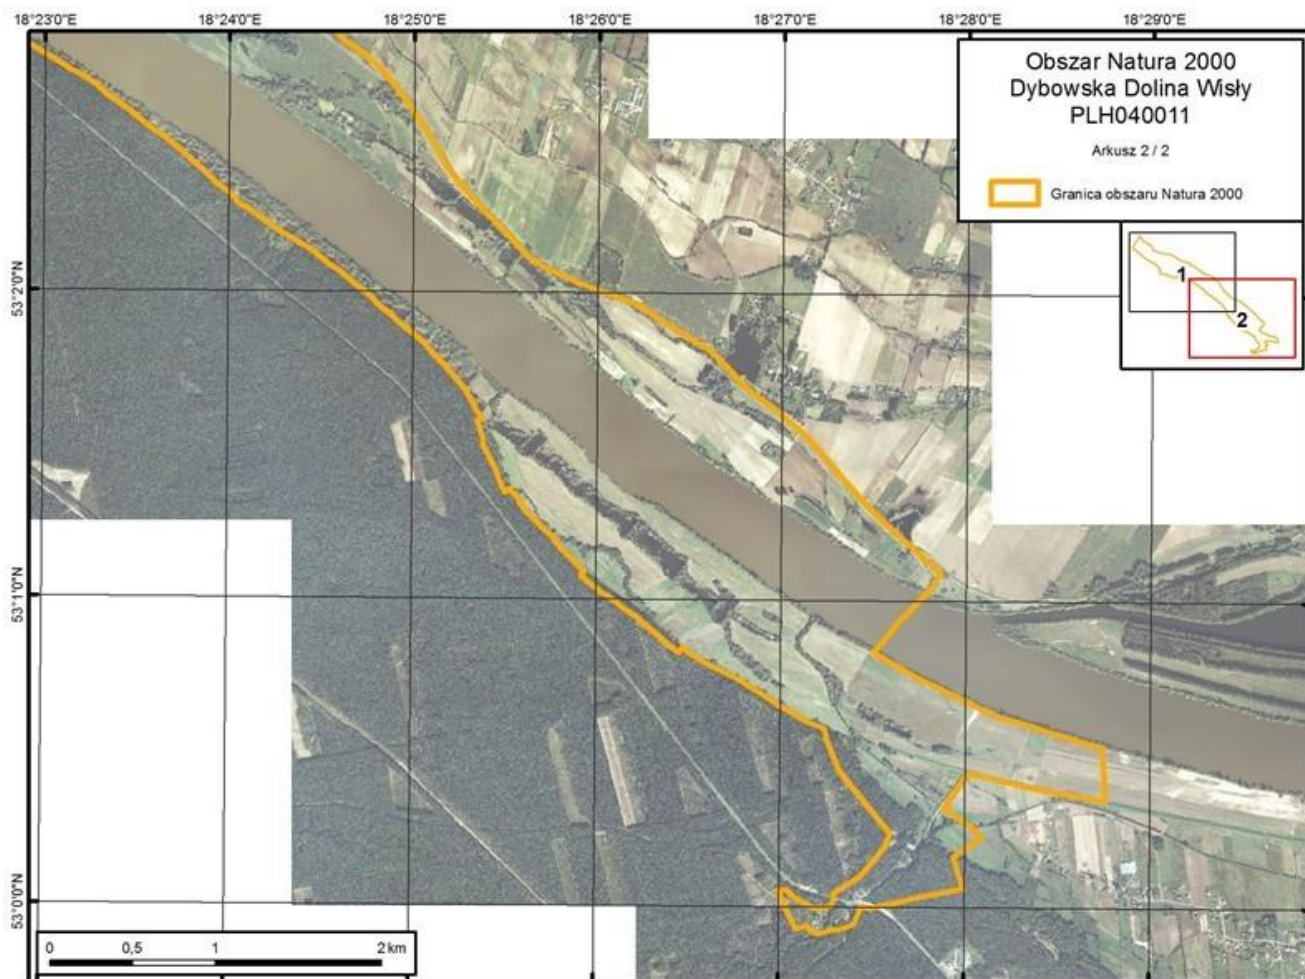 18°23'0"E 18°24'0"E 18°25'0"E 18°26'0"E 18°27'0"E 18°28'0"E 18°29'0"E
Obszar Natura 2000
Dybowska Dolina Wisły
PLH040011
Arkusz 2 / 2
Granica obszaru Natura 2000
1
2
53°2'0"N
53°1'0"N
53°0'0"N
0 0,5 1 2 km